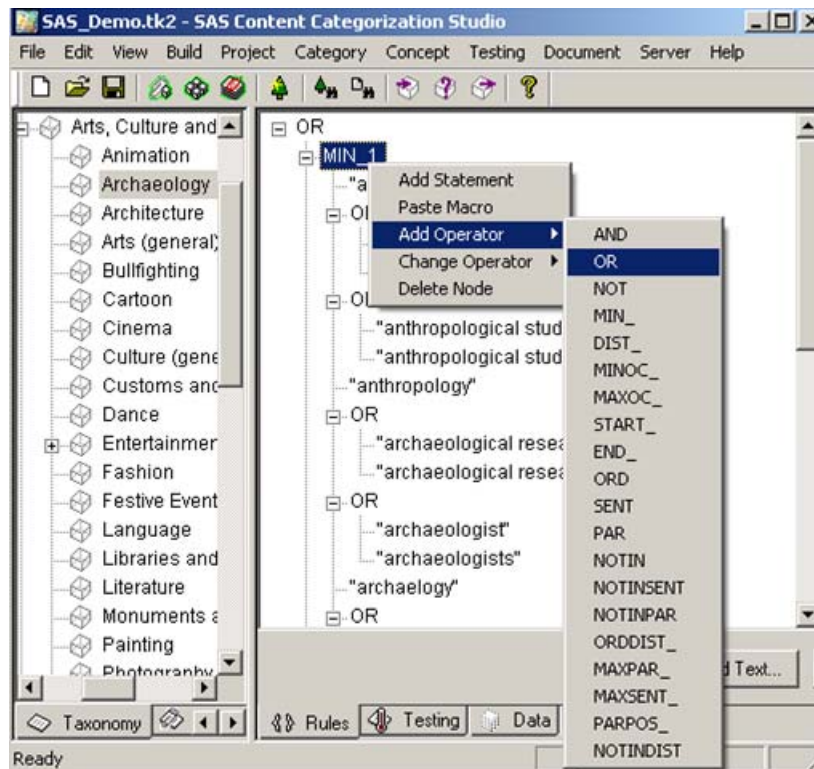 SAS_Demo.tk2 - SAS Content Categorization Studio
File Edit View Build Project Category Concept Testing Document Server Help
Arts, Culture and
Animation
Archaeology
Architecture
Arts (general)
Bullfighting
Cartoon
Cinema
Culture (gene
Customs and
Dance
Entertainmer
Fashion
Festive Event
Language
Libraries and
Literature
Monuments a
Painting
Photography
Taxonomy
OR
MIN_1
"a
OR
OR
"anthropological stud
"anthropological stud
"anthropology"
OR
"archaeological resea
"archaeological resea
OR
"archaeologist"
"archaeologists"
"archaelogy"
OR
Add Statement
Paste Macro
Add Operator
Change Operator
Delete Node
AND
OR
NOT
MIN_
DIST_
MINOC_
MAXOC_
START_
END_
ORD
SENT
PAR
NOTIN
NOTINSENT
NOTINPAR
ORDDIST_
MAXPAR_
MAXSENT_
PARPOS_
NOTINDIST
d Text...
Rules Testing Data
Ready